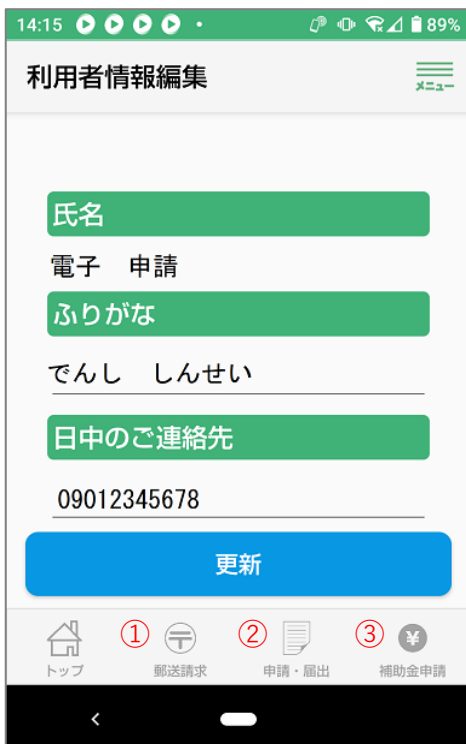 14:15 89%
利用者情報編集
メニュー
氏名
電子　申請
ふりがな
でんし　しんせい
日中のご連絡先
09012345678
更新
① 〒 ② ③ ¥
トップ 郵送請求 申請・届出 補助金申請